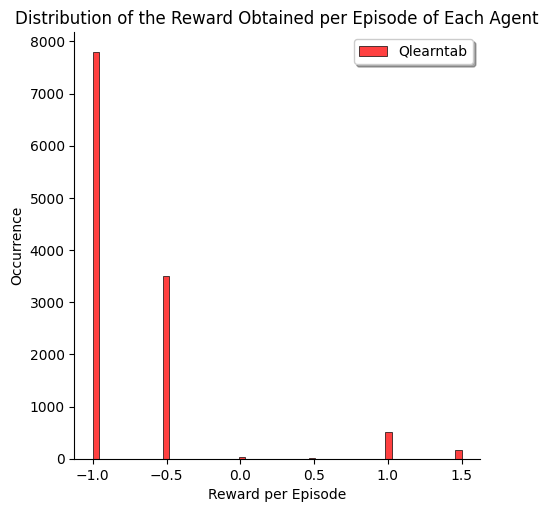 Distribution of the Reward Obtained per Episode of Each Agent
Qlearntab
8000
7000
6000
5000
4000
3000
2000
1000
0
Occurrence
−1.0 −0.5 0.0 0.5 1.0 1.5
Reward per Episode